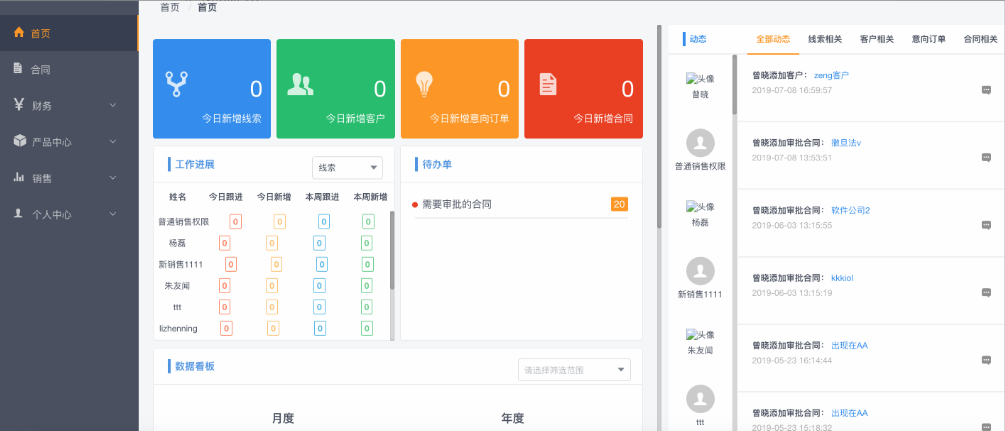 首页 / 首页
首页
合同
财务
产品中心
销售
个人中心
0
今日新增线索
0
今日新增客户
0
今日新增意向订单
0
今日新增合同
工作进展
线索
姓名 今日跟进 今日新增 本周跟进 本周新增
普通销售权限 0 0 0 0
杨磊 0 0 0 0
新销售1111 0 0 0 0
朱友闻 0 0 0 0
ttt 0 0 0 0
lizhenning 0 0 0 0
待办单
需要审批的合同 20
数据看板
请选择筛选范围
月度
年度
动态
头像
曾晓
普通销售权限
头像
杨磊
新销售1111
头像
朱友闻
ttt
全部动态 线索相关 客户相关 意向订单 合同相关
曾晓添加客户： zeng客户
2019-07-08 16:59:57
曾晓添加审批合同： 撒旦法v
2019-07-08 13:53:51
曾晓添加审批合同： 软件公司2
2019-06-03 13:15:55
曾晓添加审批合同： kkkiol
2019-06-03 13:15:19
曾晓添加审批合同： 出现在AA
2019-05-23 16:14:44
曾晓添加审批合同： 出现在AA
2019-05-23 15:18:32